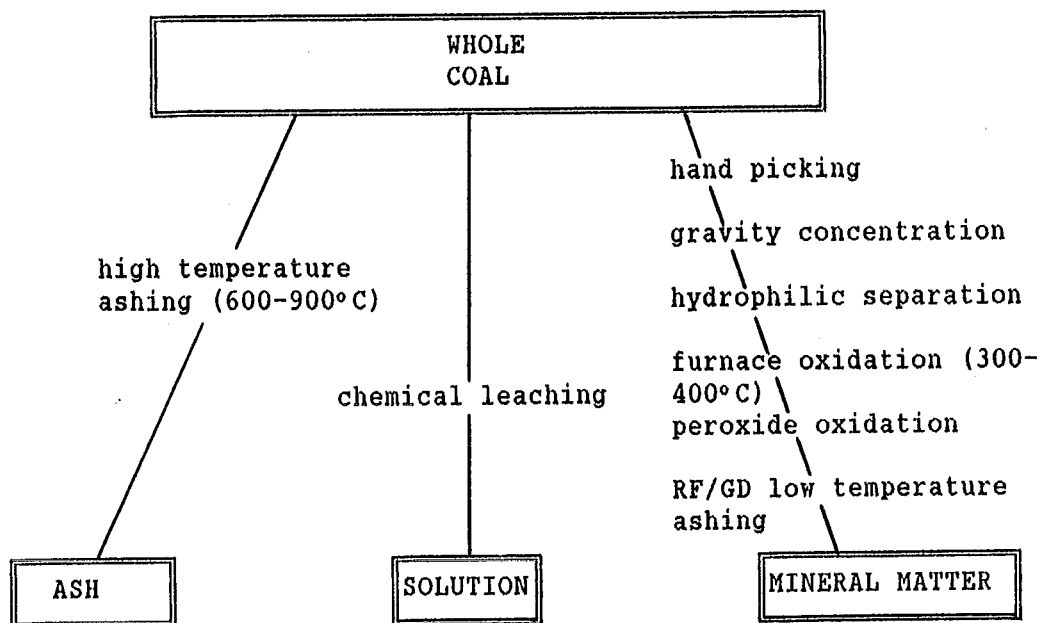 WHOLE
COAL
high temperature
ashing (600-900°C)
chemical leaching
hand picking
gravity concentration
hydrophilic separation
furnace oxidation (300-
400°C)
peroxide oxidation
RF/GD low temperature
ashing
ASH
SOLUTION
MINERAL MATTER